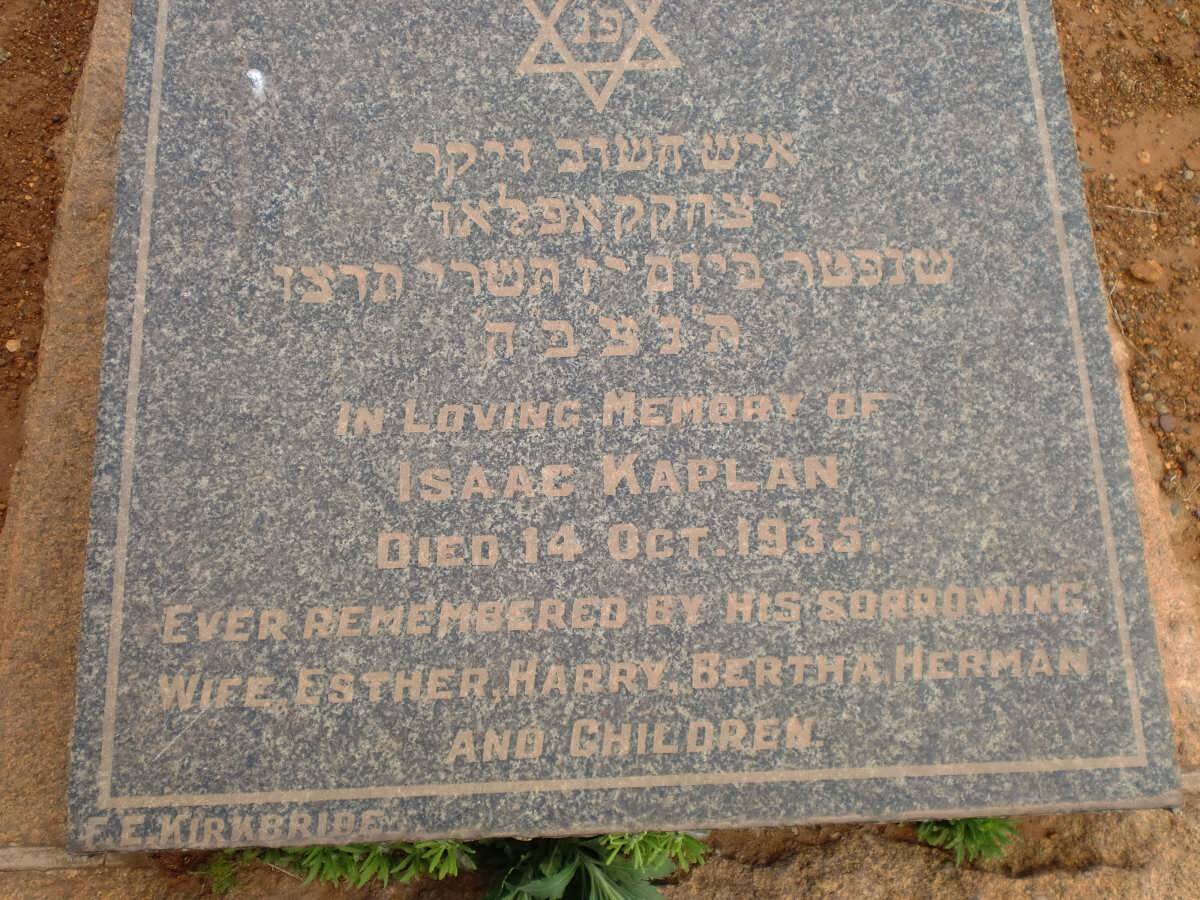 פנ
איש חשוב ויקר
יצחק קאפלאן
שנפטר ביום יז תשרי תרצו
ת נ צ ב ה
IN LOVING MEMORY OF
ISAAC KAPLAN
DIED 14 OCT. 1935.
EVER REMEMBERED BY HIS SORROWING
WIFE, ESTHER, HARRY, BERTHA, HERMAN
AND CHILDREN.
F.E. KIRKBRIDE